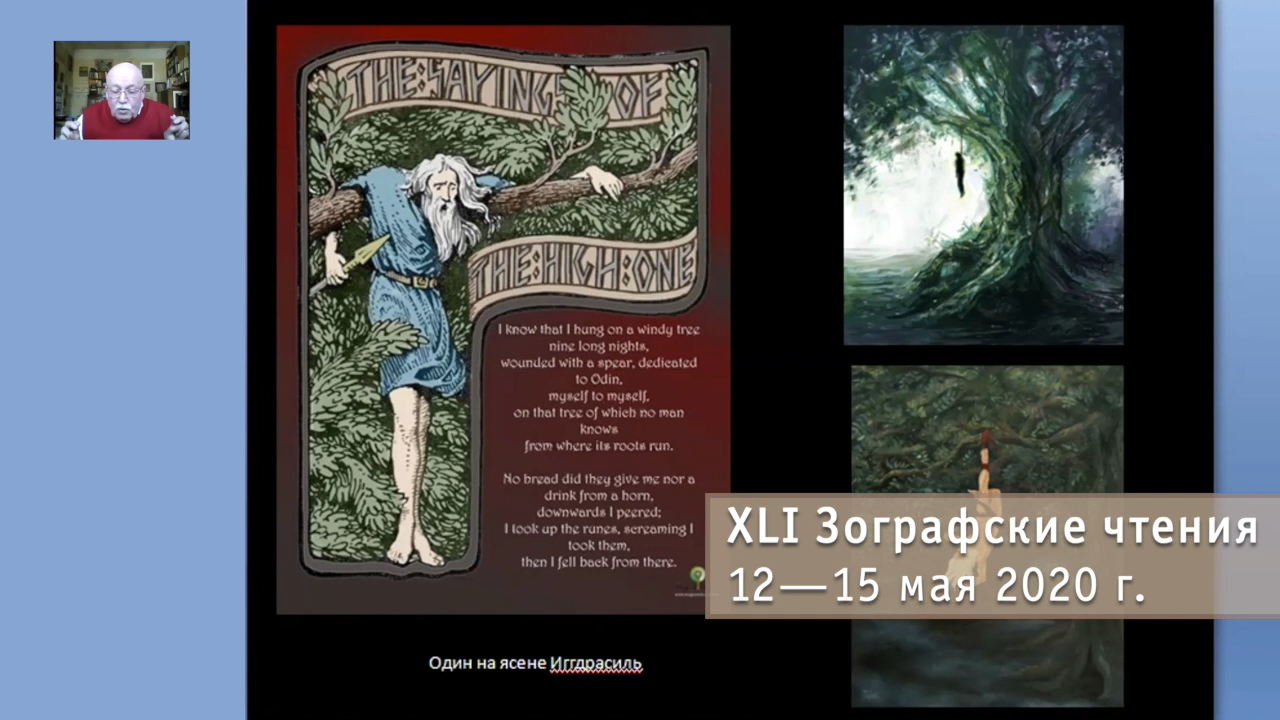 THE:SAYINGS OF
THE:HIGH:ONE
I know that I hung on a windy tree
nine long nights,
wounded with a spear, dedicated
to Odin,
myself to myself,
on that tree of which no man
knows
from where its roots run.
No bread did they give me nor a
drink from a horn,
downwards I peered;
I took up the runes, screaming I
took them,
then I fell back from there.
XLI Зографские чтения
12—15 мая 2020 г.
Один на ясене Иггдрасиль